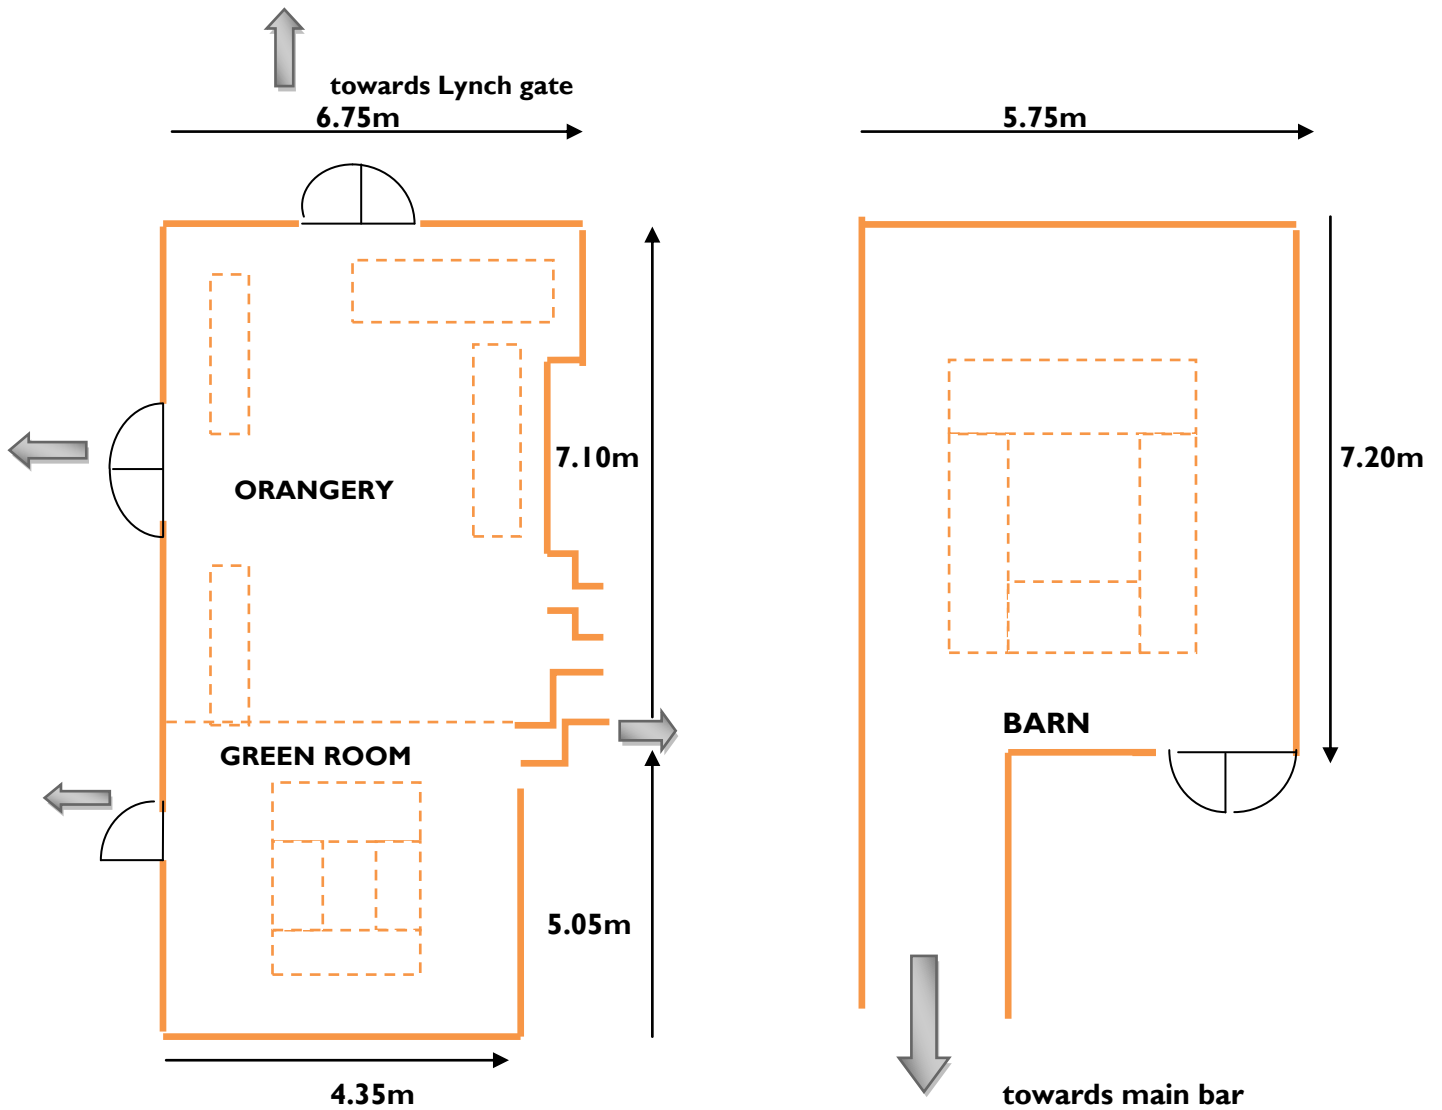 towards Lynch gate
6.75m
5.75m
7.10m
7.20m
ORANGERY
BARN
GREEN ROOM
5.05m
4.35m
towards main bar